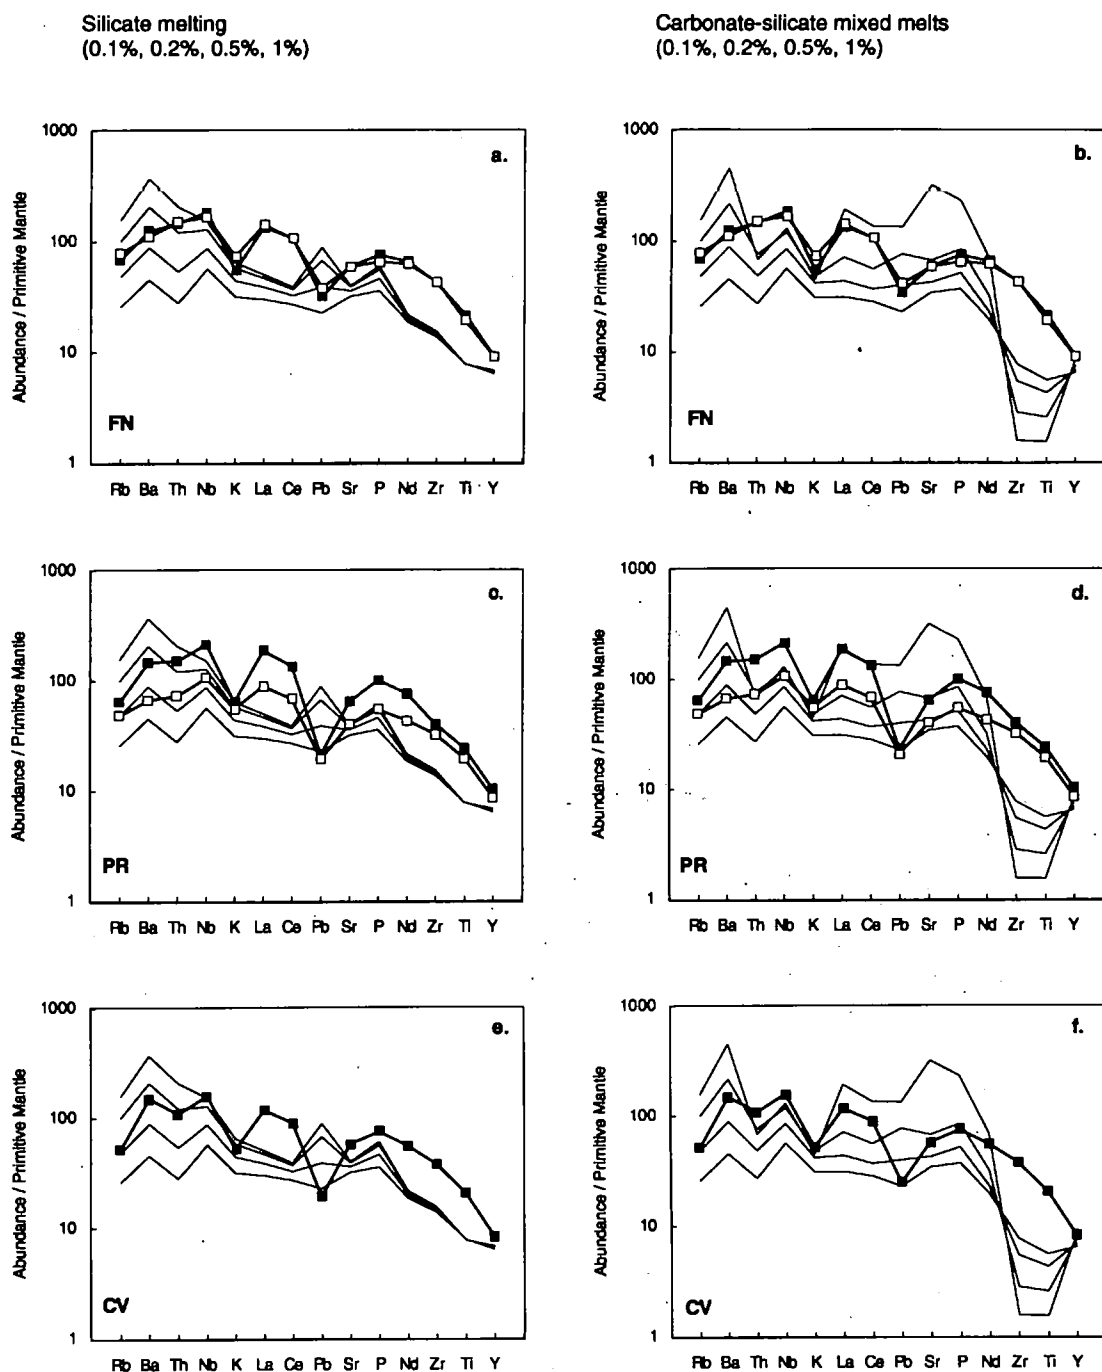 Silicate melting
(0.1%, 0.2%, 0.5%, 1%)
Carbonate-silicate mixed melts
(0.1%, 0.2%, 0.5%, 1%)
1000
100
10
1
Abundance / Primitive Mantle
a.
FN
Rb Ba Th Nb K La Ce Pb Sr P Nd Zr Ti Y
1000
100
10
1
Abundance / Primitive Mantle
b.
FN
Rb Ba Th Nb K La Ce Pb Sr P Nd Zr Ti Y
1000
100
10
1
Abundance / Primitive Mantle
c.
PR
Rb Ba Th Nb K La Ce Pb Sr P Nd Zr Ti Y
1000
100
10
1
Abundance / Primitive Mantle
d.
PR
Rb Ba Th Nb K La Ce Pb Sr P Nd Zr Ti Y
1000
100
10
1
Abundance / Primitive Mantle
e.
CV
Rb Ba Th Nb K La Ce Pb Sr P Nd Zr Ti Y
1000
100
10
1
Abundance / Primitive Mantle
f.
CV
Rb Ba Th Nb K La Ce Pb Sr P Nd Zr Ti Y